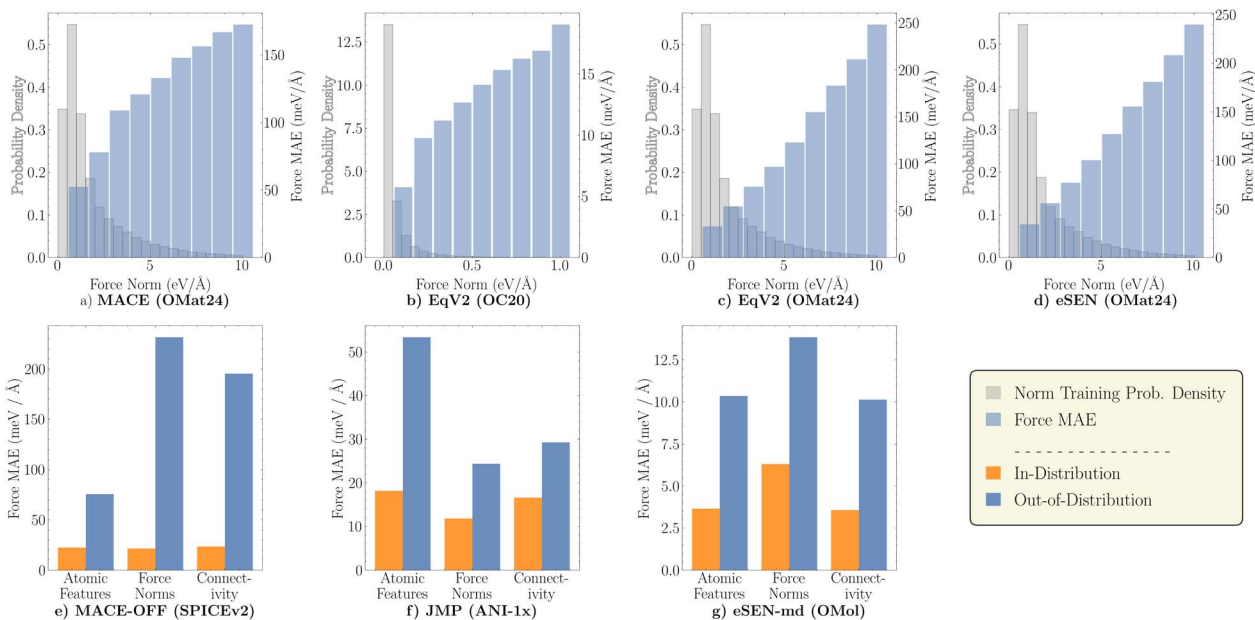 Probability Density
0.5
0.4
0.3
0.2
0.1
0.0
0
5
10
150
100
50
0
Force MAE (meV/Å)
Force Norm (eV/Å)
a) MACE (OMat24)
Probability Density
12.5
10.0
7.5
5.0
2.5
0.0
0.0
0.5
1.0
15
10
5
0
Force MAE (meV/Å)
Force Norm (eV/Å)
b) EqV2 (OC20)
Probability Density
0.5
0.4
0.3
0.2
0.1
0.0
0
5
10
250
200
150
100
50
0
Force MAE (meV/Å)
Force Norm (eV/Å)
c) EqV2 (OMat24)
Probability Density
0.5
0.4
0.3
0.2
0.1
0.0
0
5
10
250
200
150
100
50
0
Force MAE (meV/Å)
Force Norm (eV/Å)
d) eSEN (OMat24)
Force MAE (meV / Å)
200
150
100
50
0
Atomic Features
Force Norms
Connect-ivity
e) MACE-OFF (SPICEv2)
Force MAE (meV / Å)
50
40
30
20
10
0
Atomic Features
Force Norms
Connect-ivity
f) JMP (ANI-1x)
Force MAE (meV / Å)
12.5
10.0
7.5
5.0
2.5
0.0
Atomic Features
Force Norms
Connect-ivity
g) eSEN-md (OMol)
Norm Training Prob. Density
Force MAE
- - - - - - - - - - - - - - - -
In-Distribution
Out-of-Distribution